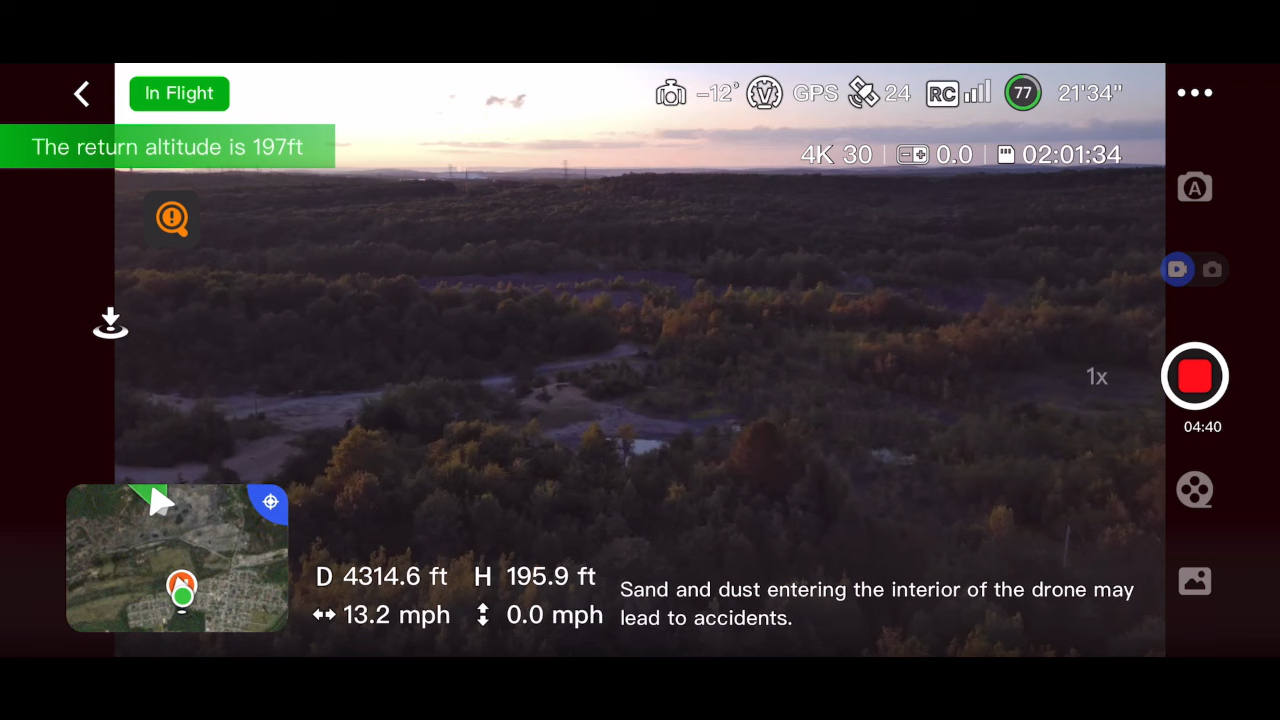 In Flight
-12° GPS 24 RC 77 21'34"
The return altitude is 197ft
4K 30 0.0 02:01:34
A
1x
04:40
D 4314.6 ft H 195.9 ft
13.2 mph 0.0 mph
Sand and dust entering the interior of the drone may
lead to accidents.